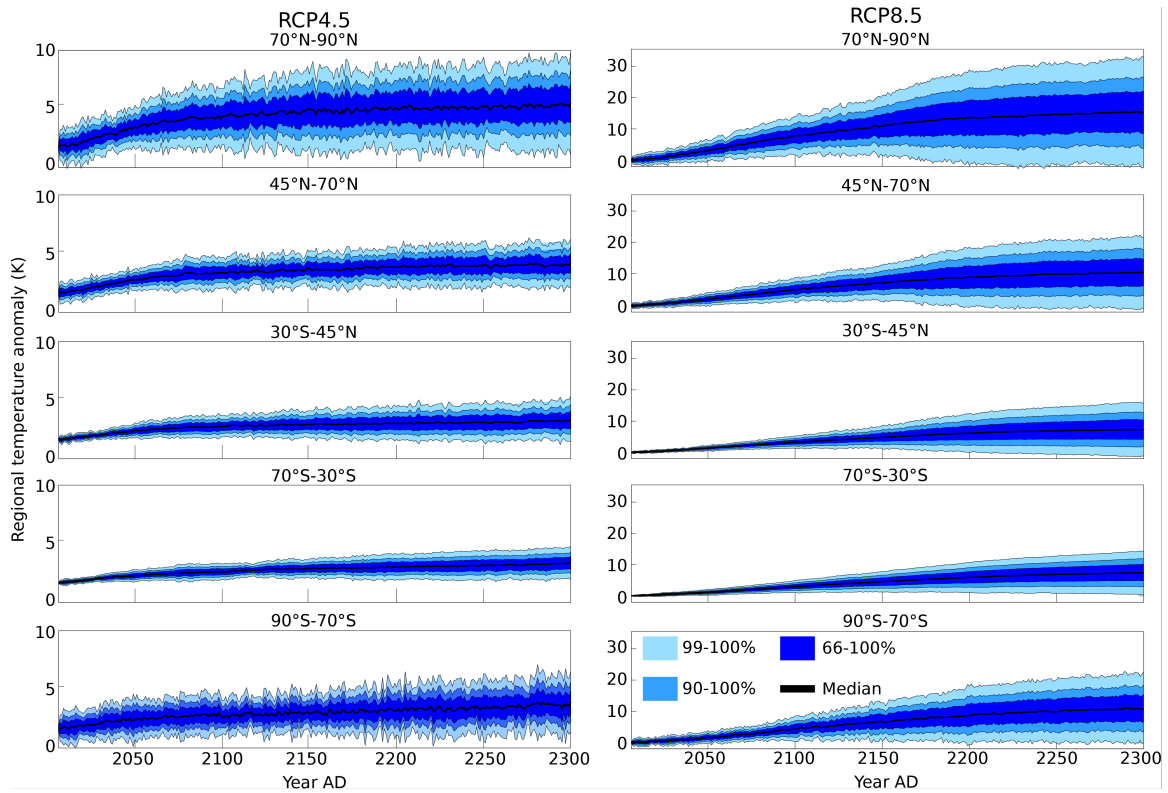 RCP4.5
70°N-90°N
10
5
0
45°N-70°N
10
5
0
30°S-45°N
10
5
0
70°S-30°S
10
5
0
90°S-70°S
10
5
0
2050 2100 2150 2200 2250 2300
Year AD
Regional temperature anomaly (K)
RCP8.5
70°N-90°N
30
20
10
0
45°N-70°N
30
20
10
0
30°S-45°N
30
20
10
0
70°S-30°S
30
20
10
0
90°S-70°S
30
20
10
0
99-100% 66-100%
90-100% Median
2050 2100 2150 2200 2250 2300
Year AD